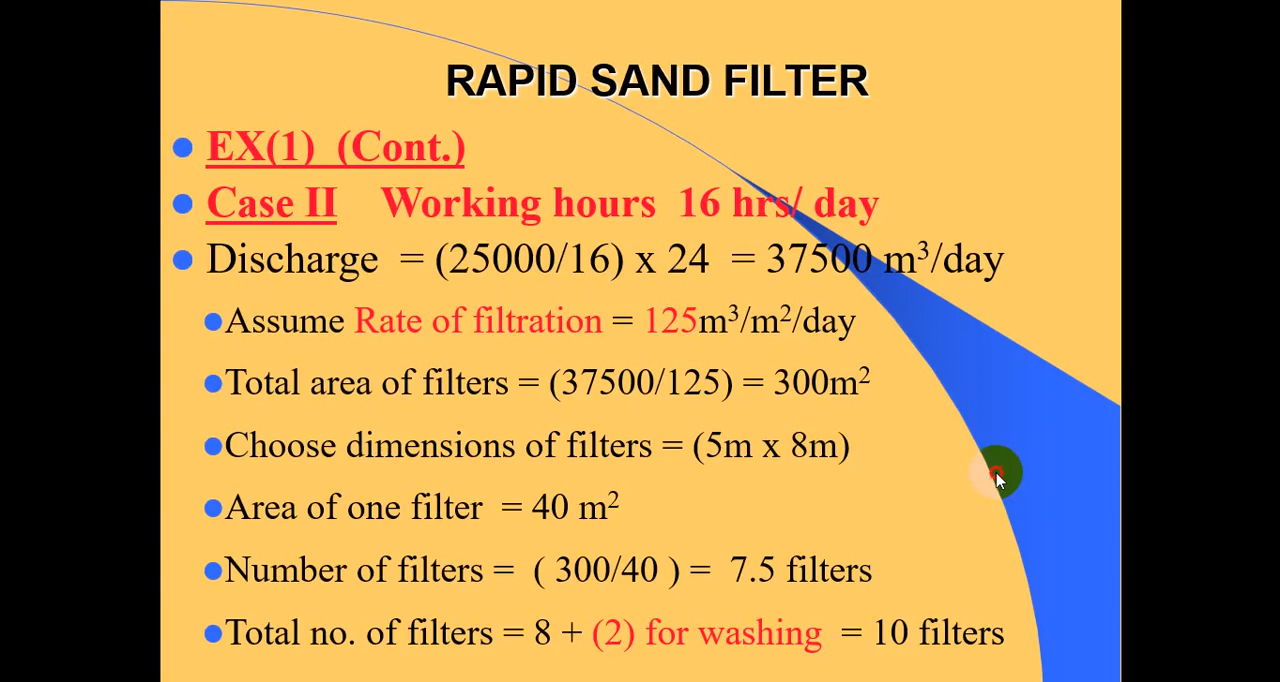 RAPID SAND FILTER
EX(1) (Cont.)
Case II Working hours 16 hrs/ day
Discharge = (25000/16) x 24 = 37500 m³/day
Assume Rate of filtration = 125m³/m²/day
Total area of filters = (37500/125) = 300m²
Choose dimensions of filters = (5m x 8m)
Area of one filter = 40 m²
Number of filters = ( 300/40 ) = 7.5 filters
Total no. of filters = 8 + (2) for washing = 10 filters